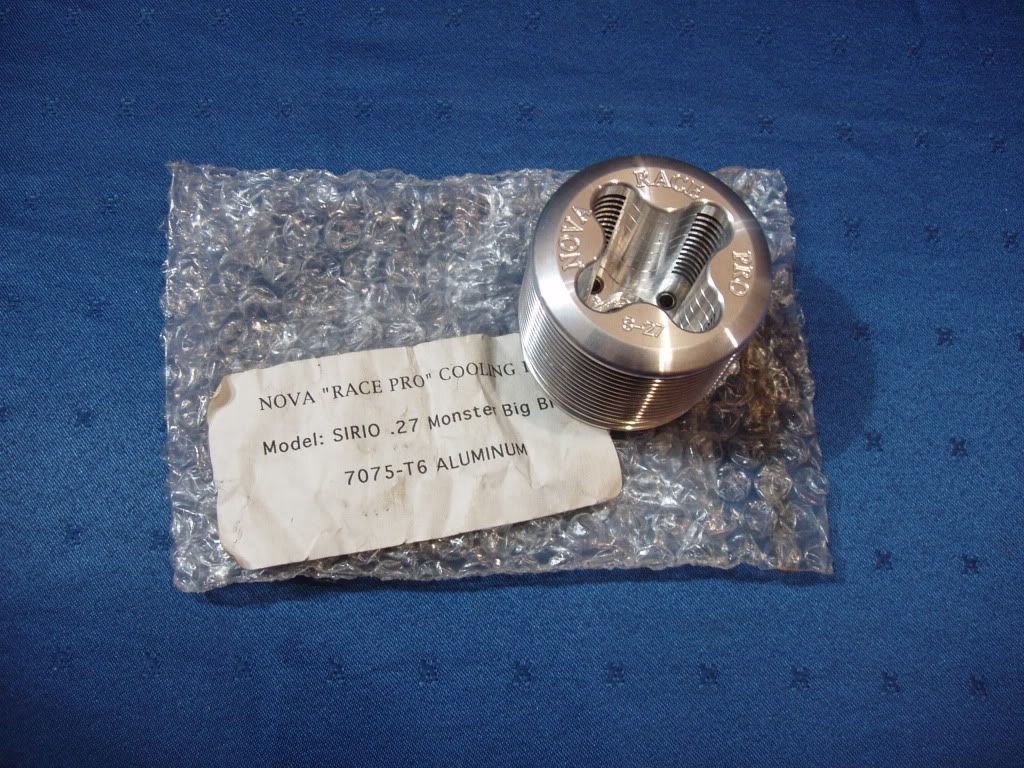 NOVA RACE PRO
S-27
NOVA "RACE PRO" COOLING
Model: SIRIO .27 Monster Big
7075-T6 ALUMINUM